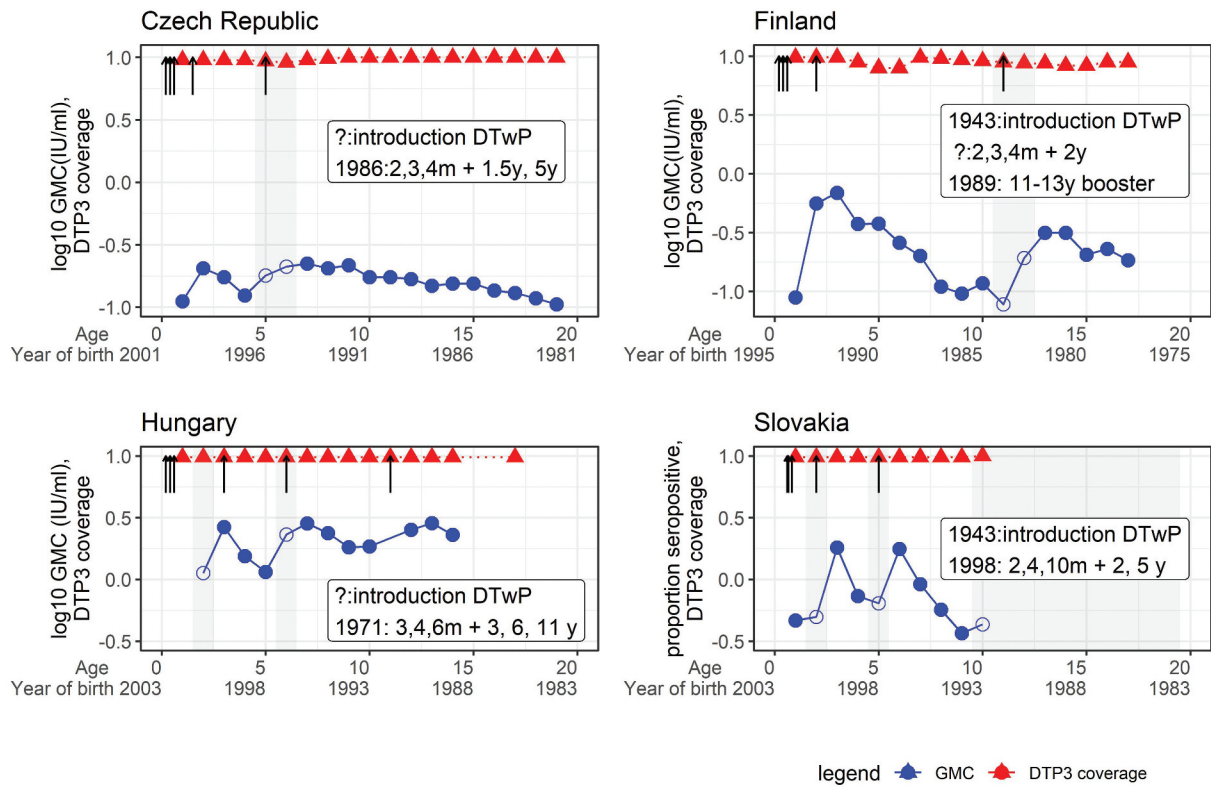 Czech Republic
log10 GMC(IU/ml),
DTP3 coverage
1.0
0.5
0.0
-0.5
-1.0
?:introduction DTwP
1986:2,3,4m + 1.5y, 5y
Age 0 5 10 15 20
Year of birth 2001 1996 1991 1986 1981
Finland
log10 GMC(IU/ml),
DTP3 coverage
1.0
0.5
0.0
-0.5
-1.0
1943:introduction DTwP
?:2,3,4m + 2y
1989: 11-13y booster
Age 0 5 10 15 20
Year of birth 1995 1990 1985 1980 1975
Hungary
log10 GMC (IU/ml),
DTP3 coverage
1.0
0.5
0.0
-0.5
?:introduction DTwP
1971: 3,4,6m + 3, 6, 11 y
Age 0 5 10 15 20
Year of birth 2003 1998 1993 1988 1983
Slovakia
proportion seropositive,
DTP3 coverage
1.0
0.5
0.0
-0.5
1943:introduction DTwP
1998: 2,4,10m + 2, 5 y
Age 0 5 10 15 20
Year of birth 2003 1998 1993 1988 1983
legend GMC DTP3 coverage